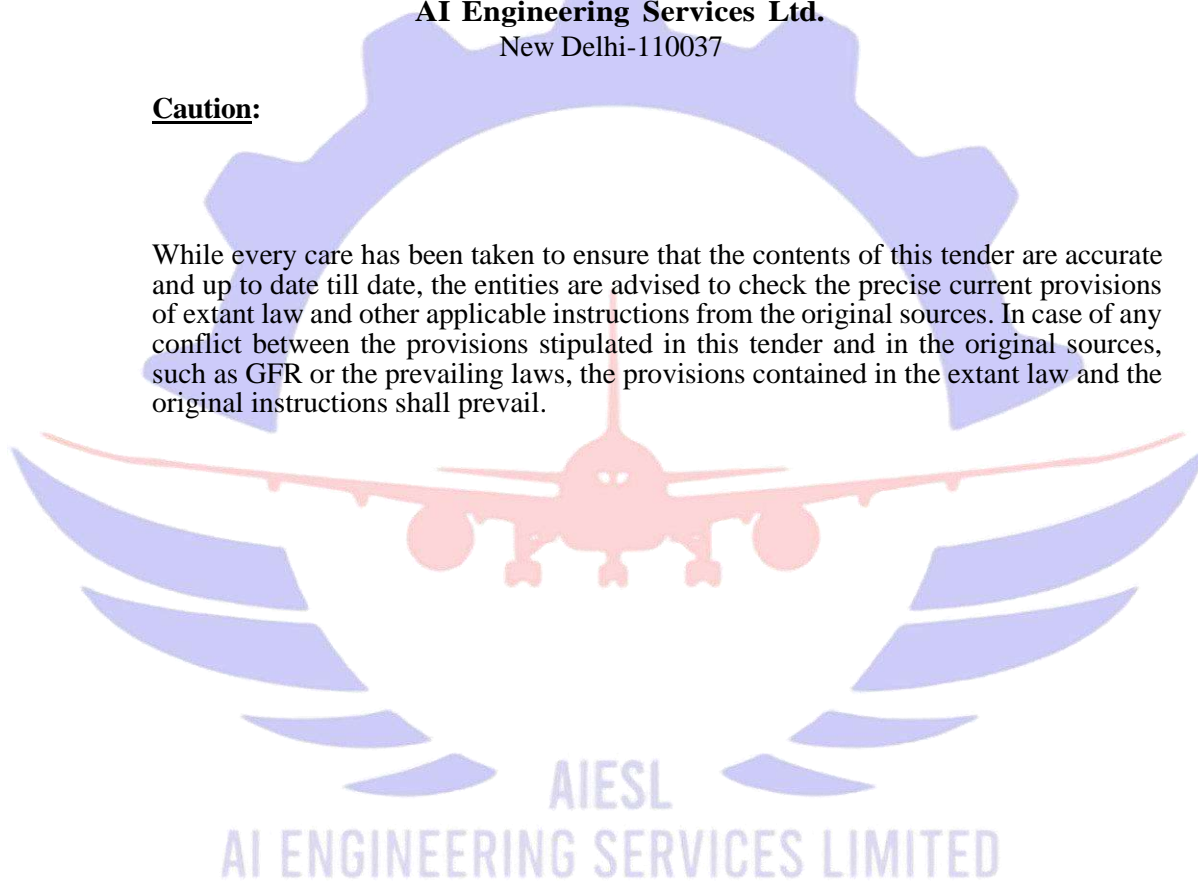 AI Engineering Services Ltd.
New Delhi-110037
Caution:
While every care has been taken to ensure that the contents of this tender are accurate
and up to date till date, the entities are advised to check the precise current provisions
of extant law and other applicable instructions from the original sources. In case of any
conflict between the provisions stipulated in this tender and in the original sources,
such as GFR or the prevailing laws, the provisions contained in the extant law and the
original instructions shall prevail.
AIESL
AI ENGINEERING SERVICES LIMITED